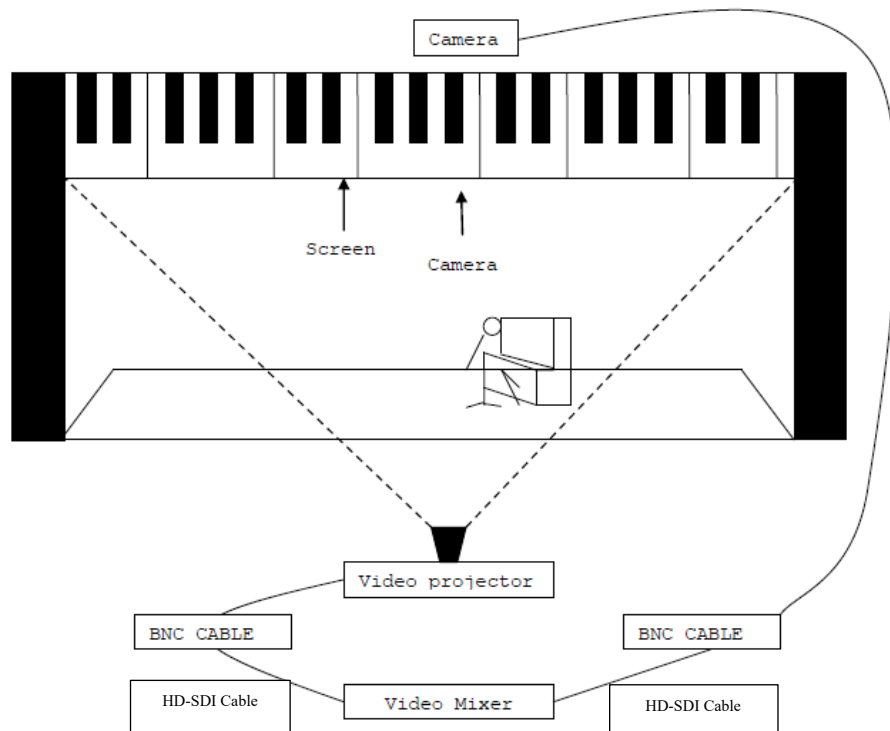 Camera
Screen
Camera
Video projector
BNC CABLE
BNC CABLE
HD-SDI Cable
Video Mixer
HD-SDI Cable